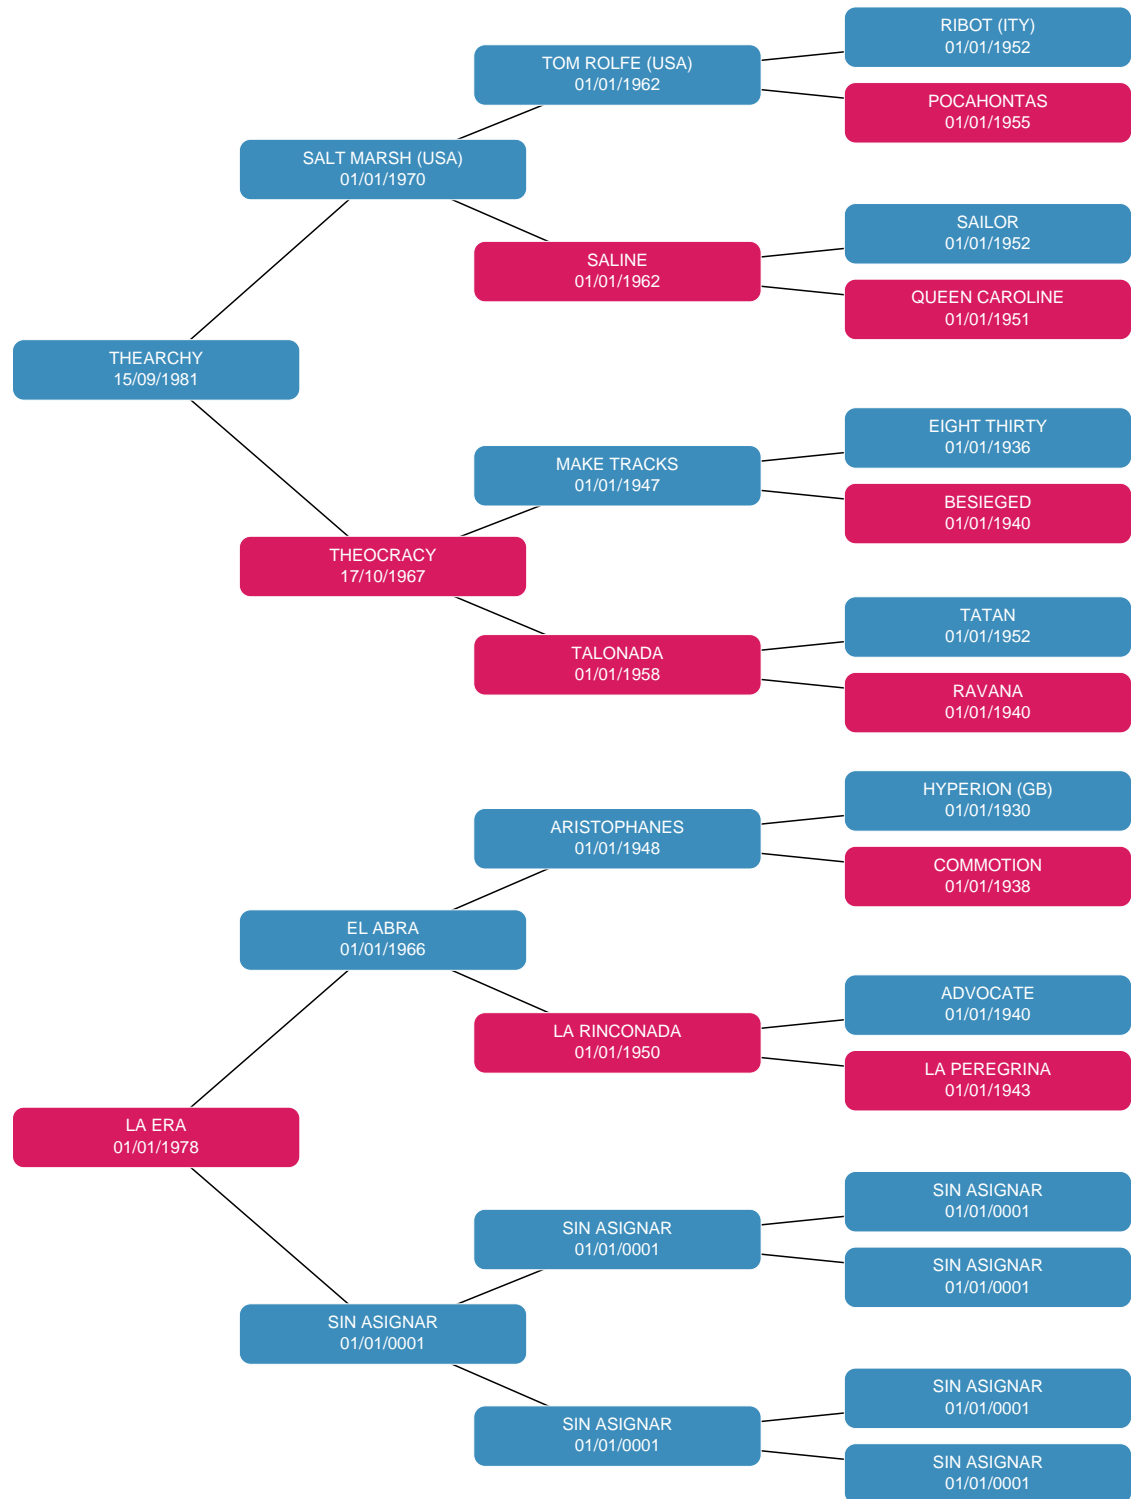 RIBOT (ITY)
01/01/1952
TOM ROLFE (USA)
01/01/1962
POCAHONTAS
01/01/1955
SALT MARSH (USA)
01/01/1970
SAILOR
01/01/1952
SALINE
01/01/1962
QUEEN CAROLINE
01/01/1951
THEARCHY
15/09/1981
EIGHT THIRTY
01/01/1936
MAKE TRACKS
01/01/1947
BESIEGED
01/01/1940
THEOCRACY
17/10/1967
TATAN
01/01/1952
TALONADA
01/01/1958
RAVANA
01/01/1940
HYPERION (GB)
01/01/1930
ARISTOPHANES
01/01/1948
COMMOTION
01/01/1938
EL ABRA
01/01/1966
ADVOCATE
01/01/1940
LA RINCONADA
01/01/1950
LA PEREGRINA
01/01/1943
LA ERA
01/01/1978
SIN ASIGNAR
01/01/0001
SIN ASIGNAR
01/01/0001
SIN ASIGNAR
01/01/0001
SIN ASIGNAR
01/01/0001
SIN ASIGNAR
01/01/0001
SIN ASIGNAR
01/01/0001
SIN ASIGNAR
01/01/0001